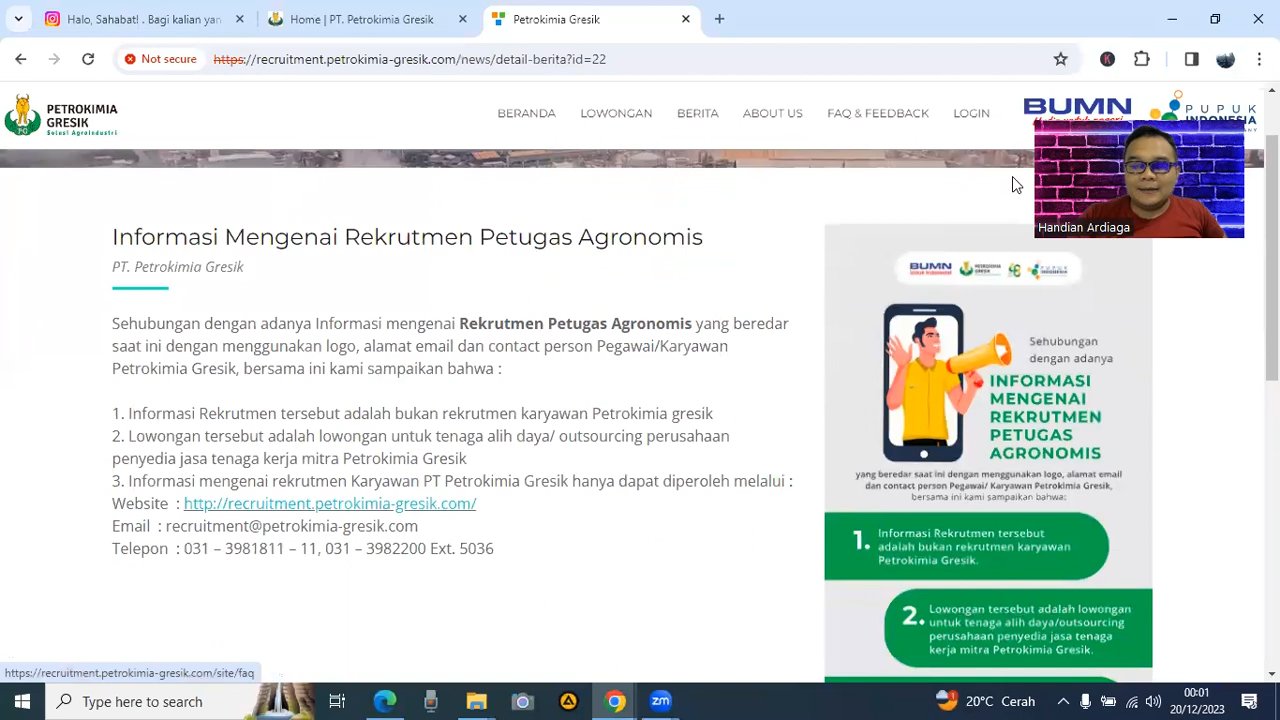 Halo, Sahabat! . Bagi kalian yan
Home | PT. Petrokimia Gresik
Petrokimia Gresik
Not secure
https://recruitment.petrokimia-gresik.com/news/detail-berita?id=22
PETROKIMIA
GRESIK
Solusi Agroindustri
BERANDA
LOWONGAN
BERITA
ABOUT US
FAQ & FEEDBACK
LOGIN
BUMN
PUPUK
INDONESIA
Handian Ardiaga
Informasi Mengenai Rekrutmen Petugas Agronomis
PT. Petrokimia Gresik
Sehubungan dengan adanya Informasi mengenai Rekrutmen Petugas Agronomis yang beredar
saat ini dengan menggunakan logo, alamat email dan contact person Pegawai/Karyawan
Petrokimia Gresik, bersama ini kami sampaikan bahwa :
1. Informasi Rekrutmen tersebut adalah bukan rekrutmen karyawan Petrokimia gresik
2. Lowongan tersebut adalah lowongan untuk tenaga alih daya/ outsourcing perusahaan
penyedia jasa tenaga kerja mitra Petrokimia Gresik
3. Informasi mengenai rekrutmen karyawan PT Petrokimia Gresik hanya dapat diperoleh melalui :
Website : http://recruitment.petrokimia-gresik.com/
Email : recruitment@petrokimia-gresik.com
Telepon : 031 – 3981811 – 11, 031 – 3982200 Ext. 5036
BUMN
Sehubungan
dengan adanya
INFORMASI
MENGENAI
REKRUTMEN
PETUGAS
AGRONOMIS
yang beredar saat ini dengan menggunakan logo, alamat email
dan contact person Pegawai/ Karyawan Petrokimia Gresik,
bersama ini kami sampaikan bahwa:
1. Informasi Rekrutmen tersebut
adalah bukan rekrutmen karyawan
Petrokimia Gresik.
2. Lowongan tersebut adalah lowongan
untuk tenaga alih daya/outsourcing
perusahaan penyedia jasa tenaga
kerja mitra Petrokimia Gresik.
https://recruitment.petrokimia-gresik.com/site/faq
Type here to search
zm
1
20°C Cerah
00:01
20/12/2023